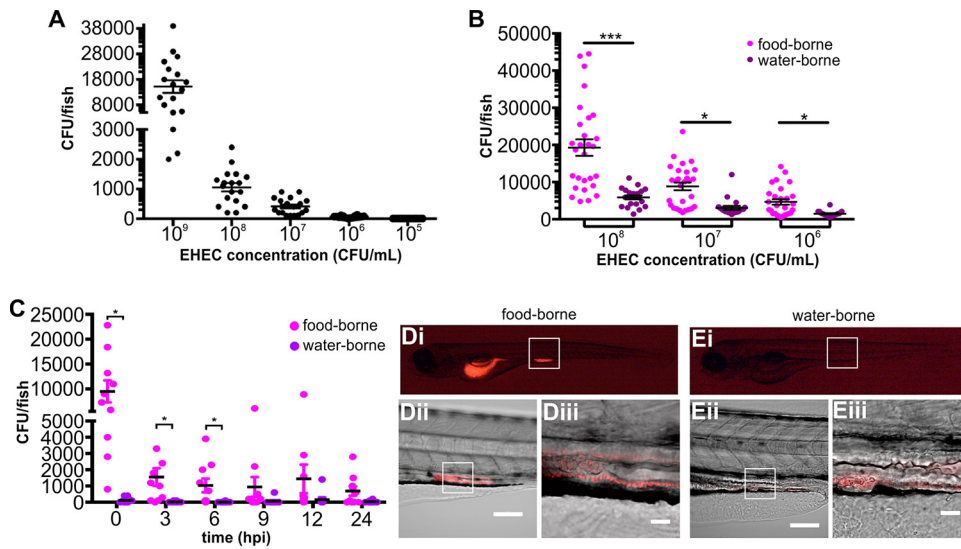 A
CFU/fish
38000
28000
18000
8000
3000
2000
1000
0
10⁹ 10⁸ 10⁷ 10⁶ 10⁵
EHEC concentration (CFU/mL)
B
CFU/fish
50000
40000
30000
20000
10000
0
***
*
*
food-borne
water-borne
10⁸ 10⁷ 10⁶
EHEC concentration (CFU/mL)
C
CFU/fish
25000
20000
15000
10000
5000
4000
3000
2000
1000
0
*
*
*
food-borne
water-borne
0 3 6 9 12 24
time (hpi)
food-borne
Di
Dii
Diii
water-borne
Ei
Eii
Eiii